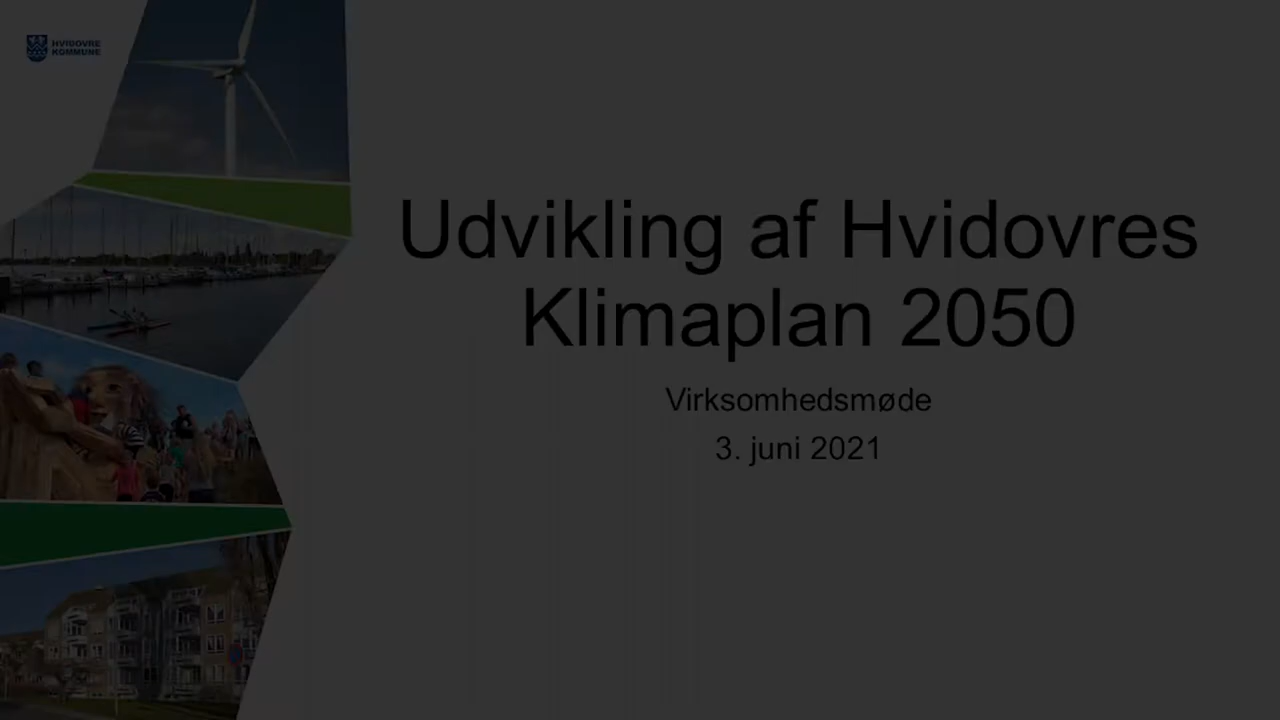 HVIDOVRE
KOMMUNE
Udvikling af Hvidovres
Klimaplan 2050
Virksomhedsmøde
3. juni 2021